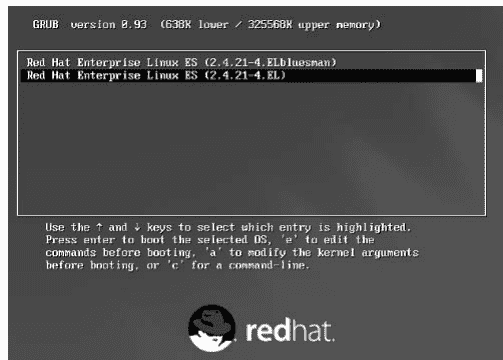 GRUB version 0.93 (638K lower / 325568K upper memory)
Red Hat Enterprise Linux ES (2.4.21-4.ELbluesman)
Red Hat Enterprise Linux ES (2.4.21-4.EL)
Use the ↑ and ↓ keys to select which entry is highlighted.
Press enter to boot the selected OS, 'e' to edit the
commands before booting, 'a' to modify the kernel arguments
before booting, or 'c' for a command-line.
redhat.